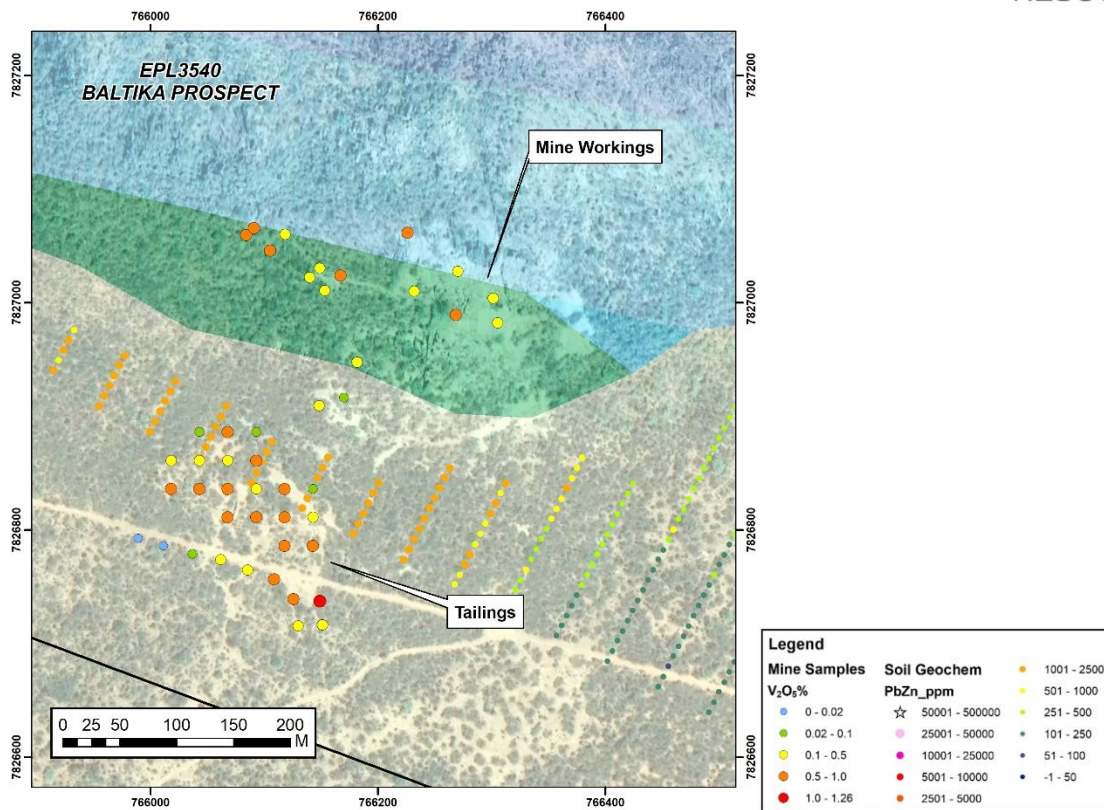 766000 766200 766400
EPL3540
BALTIKA PROSPECT
7827200 7827200
Mine Workings
7827000 7827000
7826800 7826800
Tailings
7826600 7826600
0 25 50 100 150 200
M
766000 766200 766400
Legend
Mine Samples
V₂O₅%
0 - 0.02
0.02 - 0.1
0.1 - 0.5
0.5 - 1.0
1.0 - 1.26
Soil Geochem
PbZn_ppm
50001 - 500000
25001 - 50000
10001 - 25000
5001 - 10000
2501 - 5000
1001 - 2500
501 - 1000
251 - 500
101 - 250
51 - 100
-1 - 50